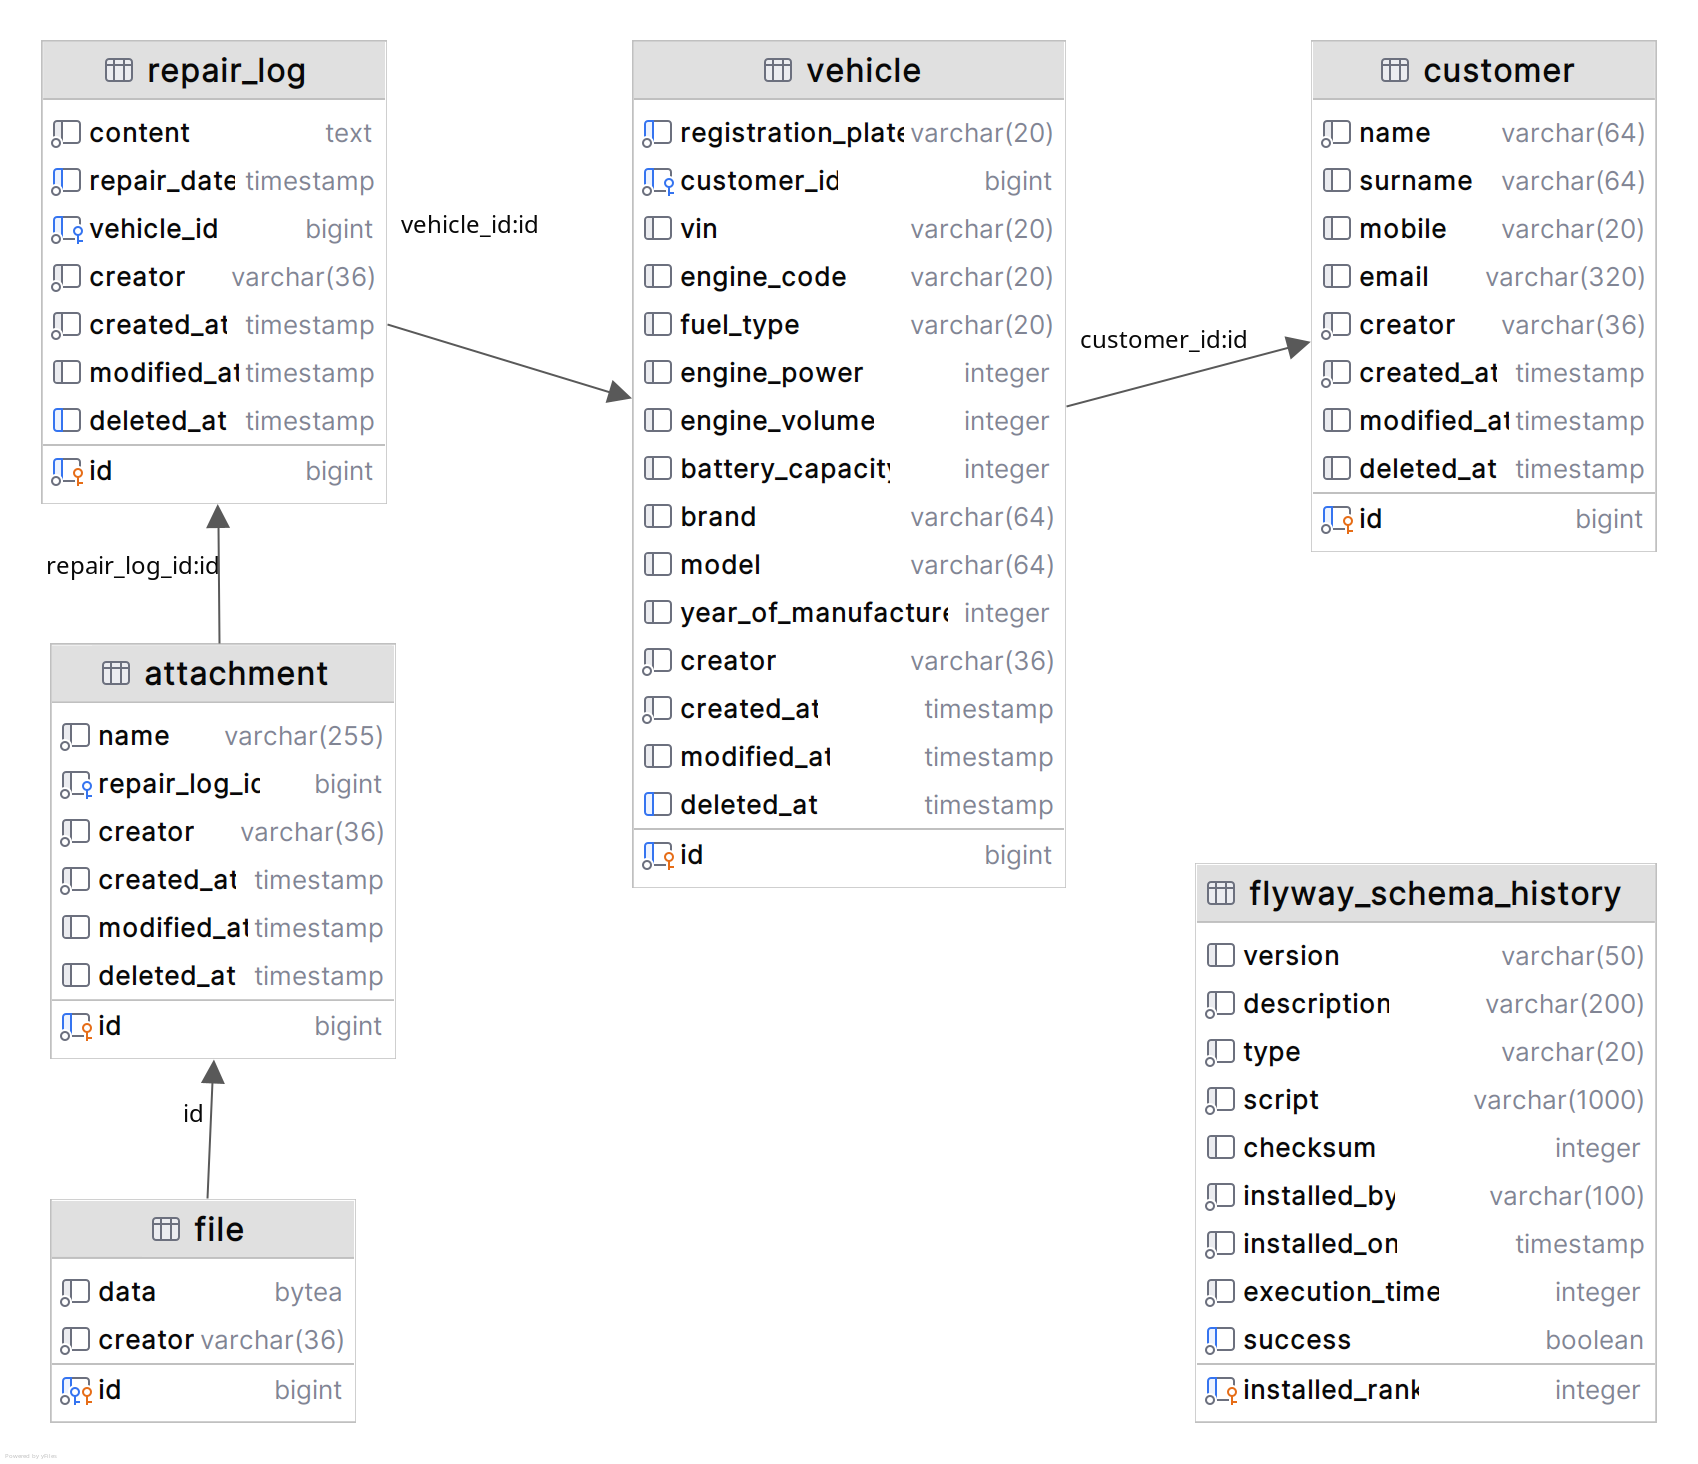 repair_log
content text
repair_date timestamp
vehicle_id bigint
creator varchar(36)
created_at timestamp
modified_at timestamp
deleted_at timestamp
id bigint
vehicle_id:id
vehicle
registration_plate varchar(20)
customer_id bigint
vin varchar(20)
engine_code varchar(20)
fuel_type varchar(20)
engine_power integer
engine_volume integer
battery_capacity integer
brand varchar(64)
model varchar(64)
year_of_manufacture integer
creator varchar(36)
created_at timestamp
modified_at timestamp
deleted_at timestamp
id bigint
customer_id:id
customer
name varchar(64)
surname varchar(64)
mobile varchar(20)
email varchar(320)
creator varchar(36)
created_at timestamp
modified_at timestamp
deleted_at timestamp
id bigint
repair_log_id:id
attachment
name varchar(255)
repair_log_id bigint
creator varchar(36)
created_at timestamp
modified_at timestamp
deleted_at timestamp
id bigint
id
file
data bytea
creator varchar(36)
id bigint
flyway_schema_history
version varchar(50)
description varchar(200)
type varchar(20)
script varchar(1000)
checksum integer
installed_by varchar(100)
installed_on timestamp
execution_time integer
success boolean
installed_rank integer
Powered by yFiles